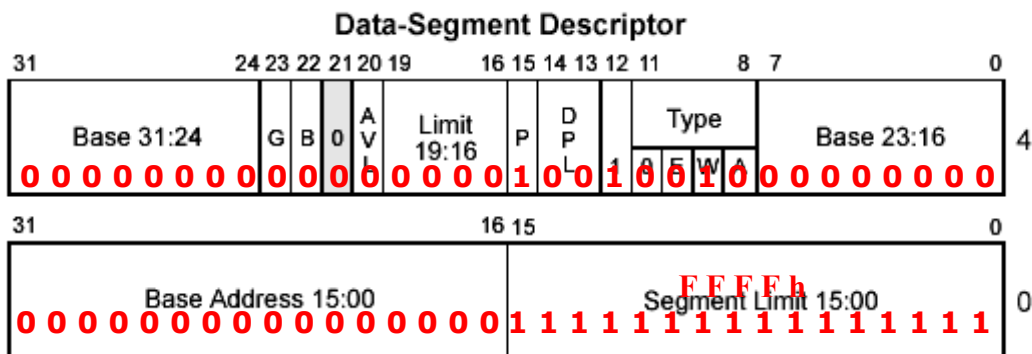 Data-Segment Descriptor
31 24 23 22 21 20 19 16 15 14 13 12 11 8 7 0
Base 31:24 G B 0 AVL Limit 19:16 P DPL 1 Type 0 E W A Base 23:16 4
0 0 0 0 0 0 0 0 0 0 0 0 0 0 0 0 1 0 0 1 0 0 1 0 0 0 0 0 0 0 0 0
31 16 15 0
F F F F h
Base Address 15:00 Segment Limit 15:00 0
0 0 0 0 0 0 0 0 0 0 0 0 0 0 0 0 1 1 1 1 1 1 1 1 1 1 1 1 1 1 1 1